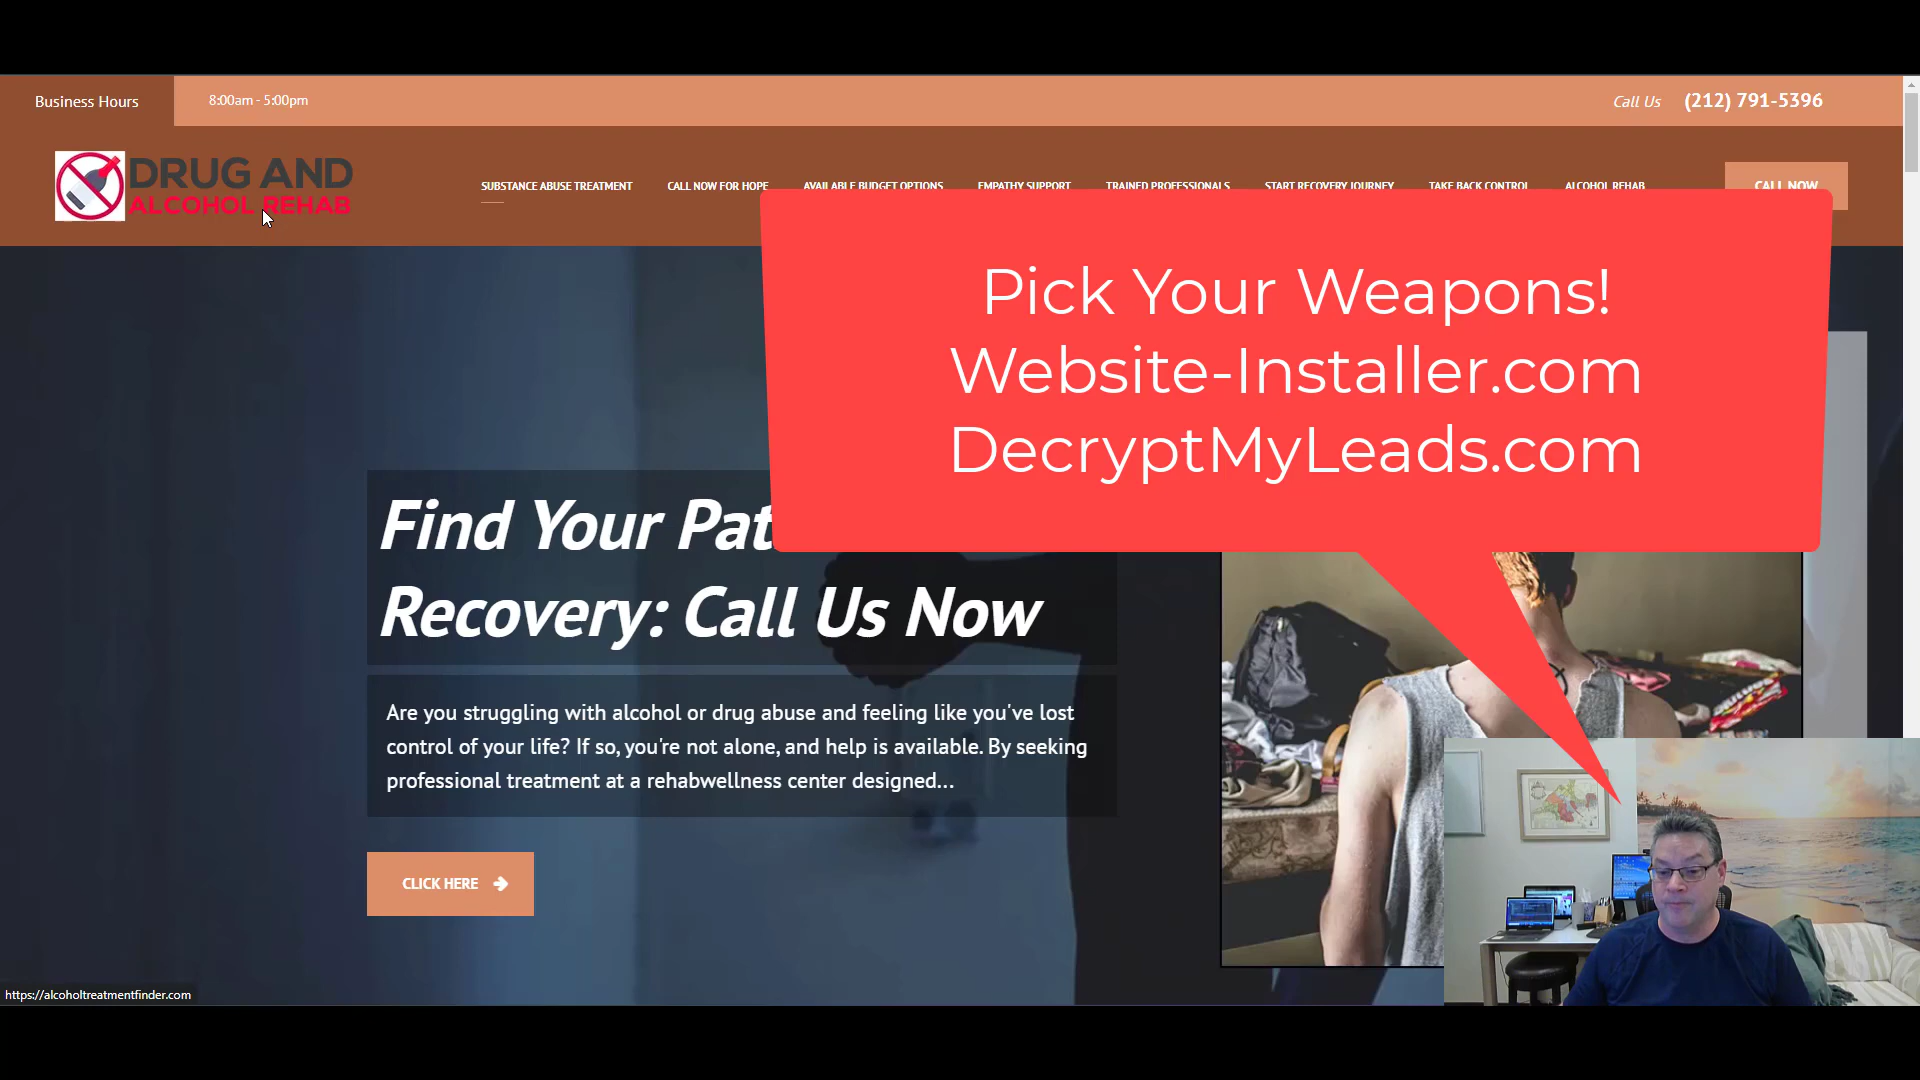 Business Hours
8:00am - 5:00pm
Call Us
(212) 791-5396
DRUG AND
ALCOHOL REHAB
SUBSTANCE ABUSE TREATMENT
CALL NOW FOR HOPE
AVAILABLE BUDGET OPTIONS
EMPATHY SUPPORT
TRAINED PROFESSIONALS
START RECOVERY JOURNEY
TAKE BACK CONTROL
ALCOHOL REHAB
CALL NOW
Pick Your Weapons!
Website-Installer.com
DecryptMyLeads.com
Find Your Pat
Recovery: Call Us Now
Are you struggling with alcohol or drug abuse and feeling like you've lost
control of your life? If so, you're not alone, and help is available. By seeking
professional treatment at a rehabwellness center designed...
CLICK HERE
https://alcoholtreatmentfinder.com